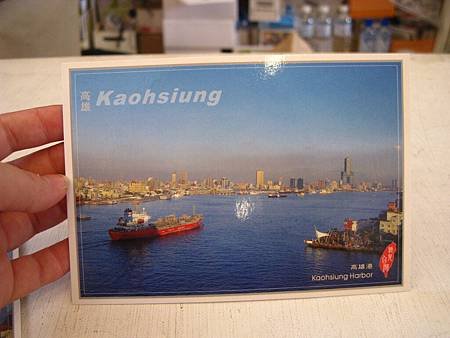 高雄 Kaohsiung
高雄港
Kaohsiung Harbor